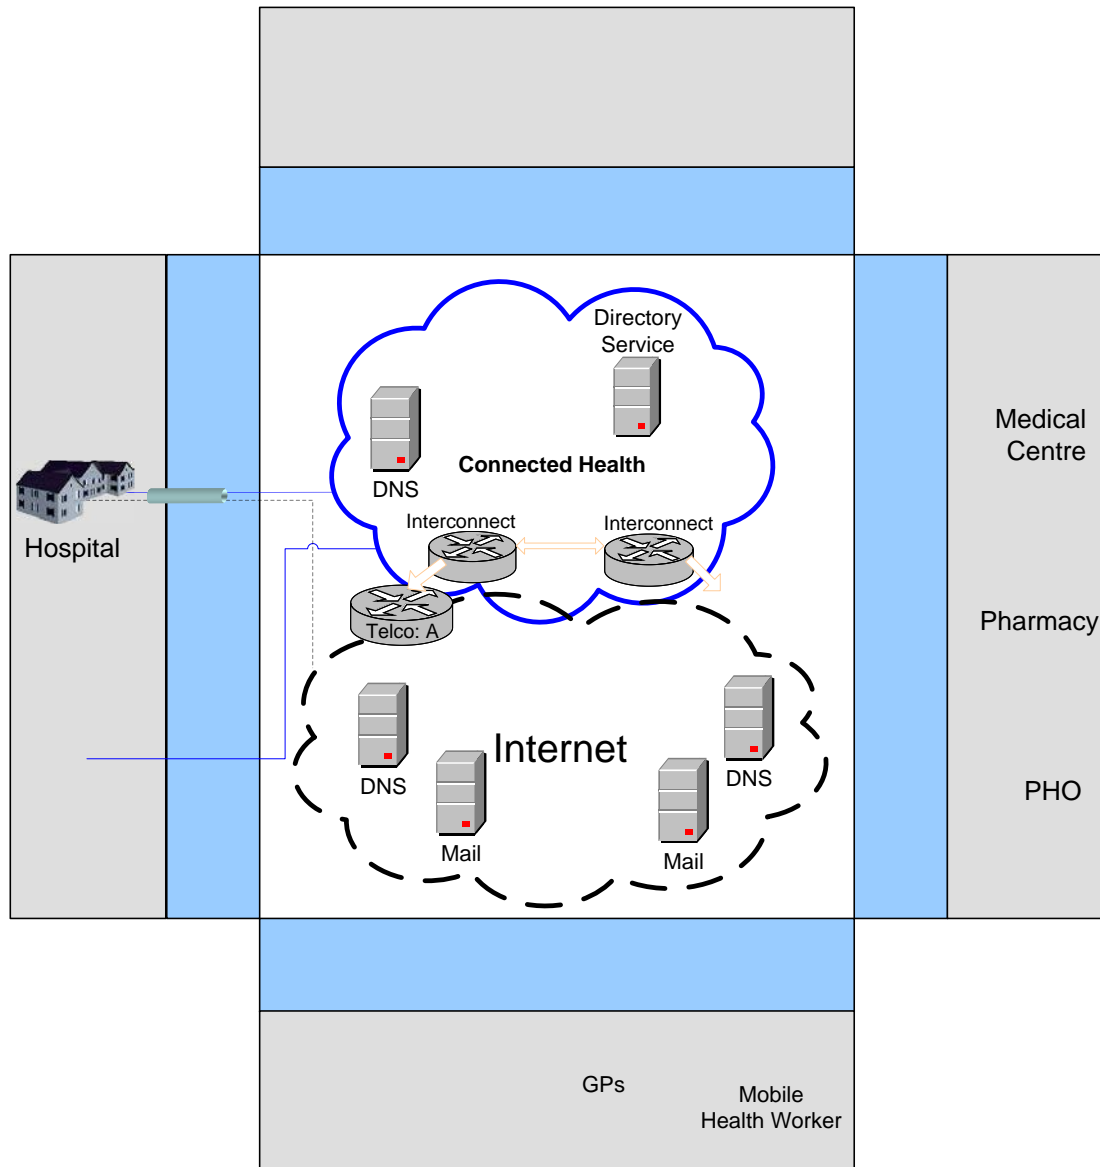 Directory
Service
DNS
Connected Health
Medical
Centre
Hospital
Interconnect
Interconnect
Telco: A
Pharmacy
Internet
DNS
DNS
Mail
Mail
PHO
GPs
Mobile
Health Worker